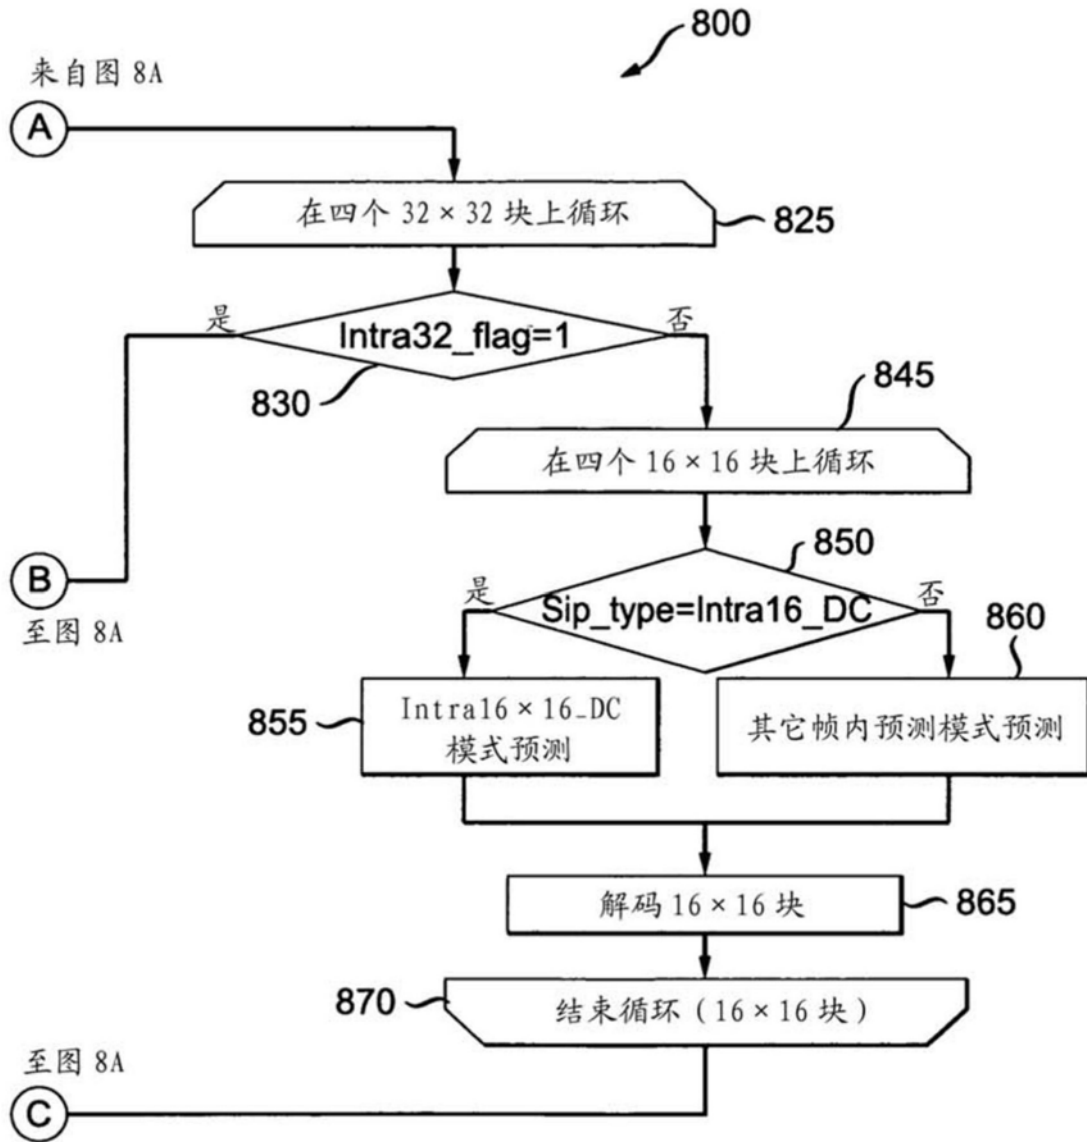 800
来自图 8A
A
在四个 32 × 32 块上循环
825
是
Intra32_flag=1
否
830
845
在四个 16 × 16 块上循环
B
至图 8A
850
是
Sip_type=Intra16_DC
否
860
855
Intra16 × 16_DC
模式预测
其它帧内预测模式预测
解码 16 × 16 块
865
870
结束循环 ( 16 × 16 块 )
至图 8A
C